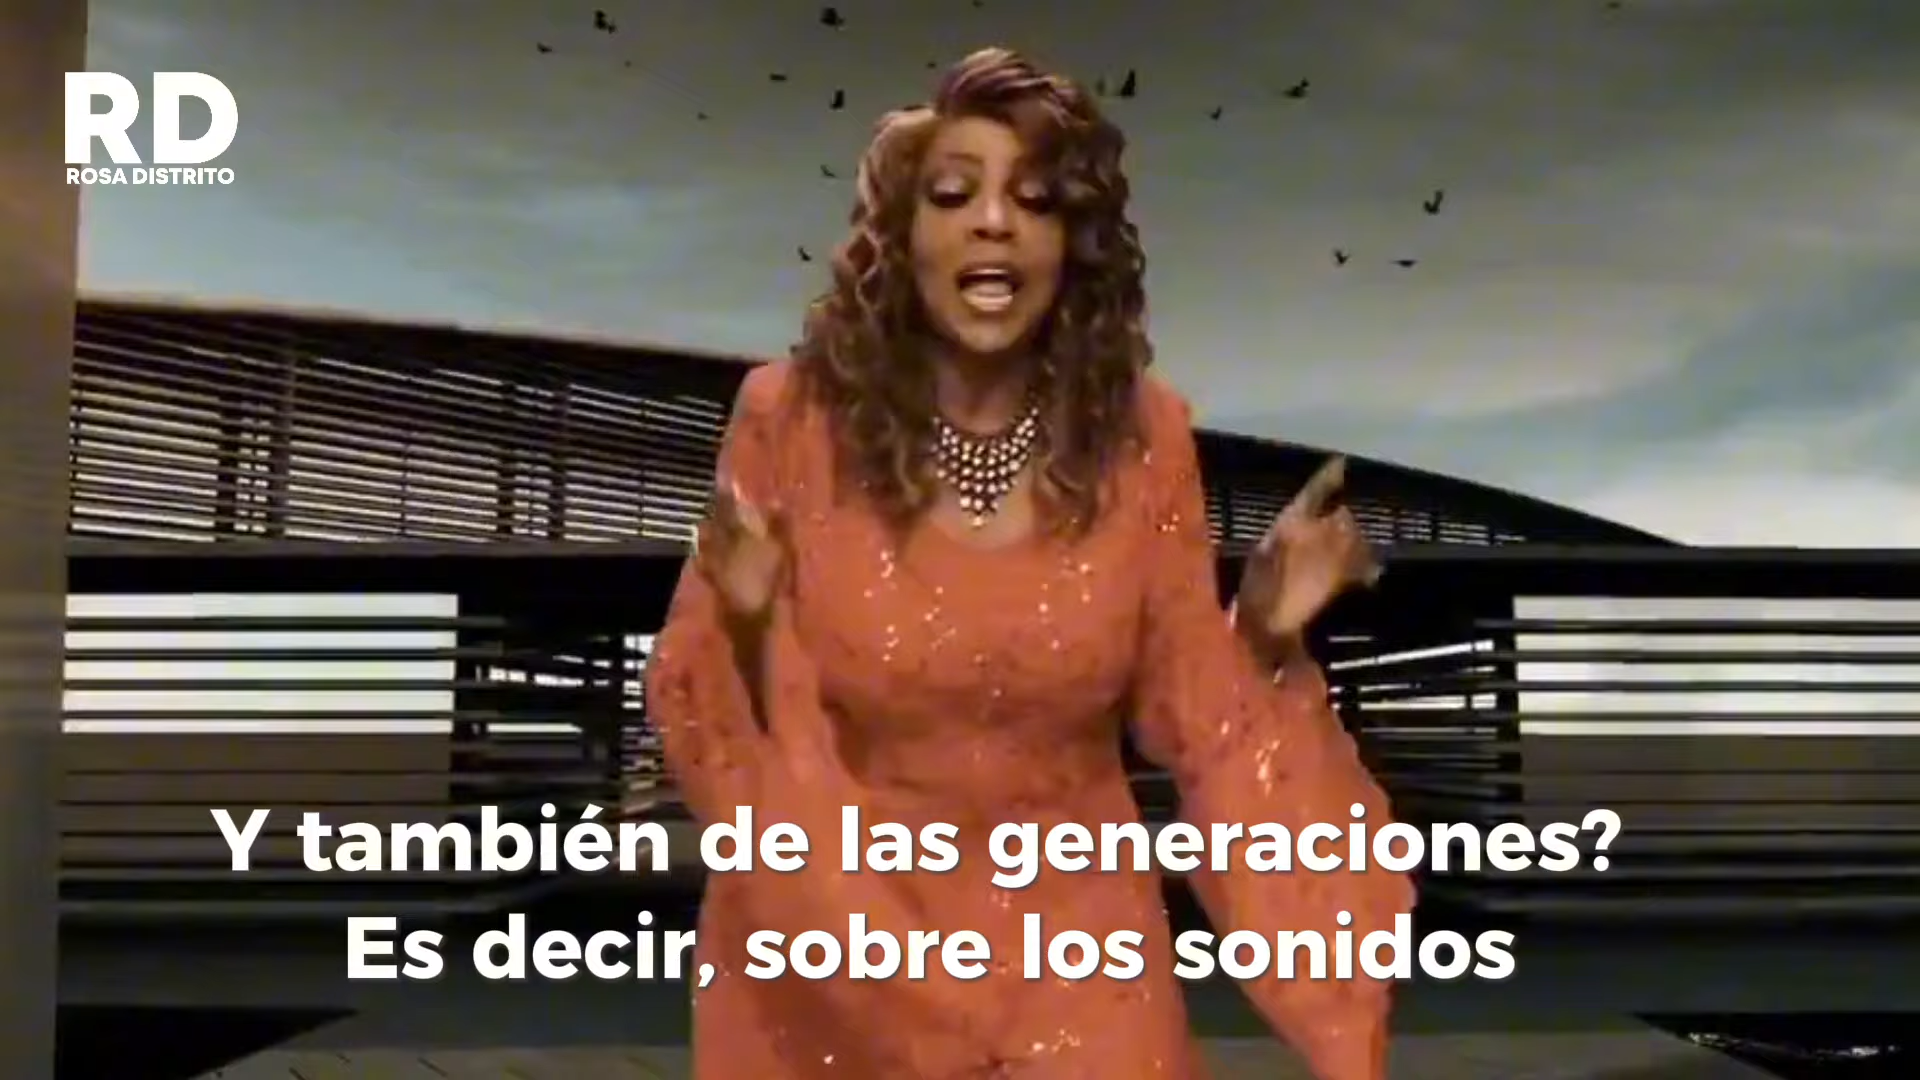 RD
ROSA DISTRITO
Y también de las generaciones?
Es decir, sobre los sonidos